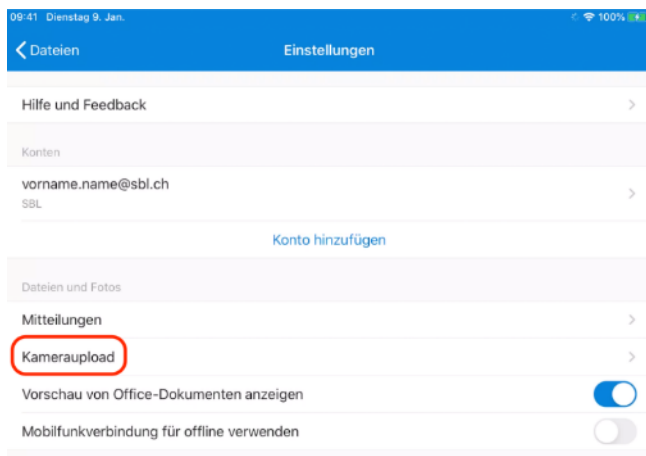 09:41 Dienstag 9. Jan. 100%
Dateien Einstellungen
Hilfe und Feedback
Konten
vorname.name@sbl.ch
SBL
Konto hinzufügen
Dateien und Fotos
Mitteilungen
Kameraupload
Vorschau von Office-Dokumenten anzeigen
Mobilfunkverbindung für offline verwenden